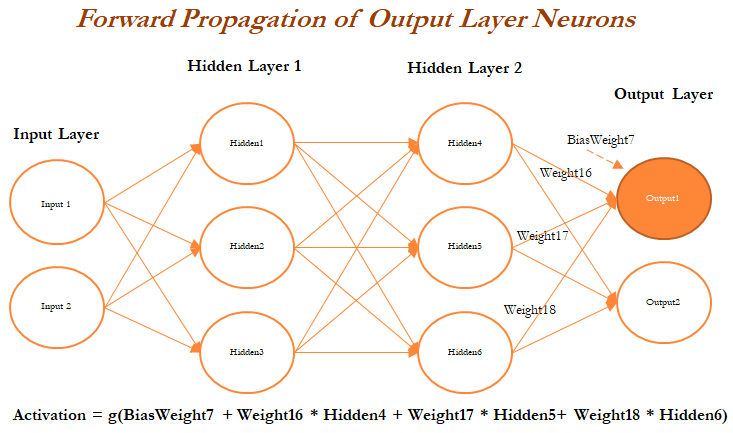 Forward Propagation of Output Layer Neurons
Hidden Layer 1
Hidden Layer 2
Output Layer
Input Layer
BiasWeight7
Hidden1
Hidden4
Weight16
Input 1
Output1
Weight17
Hidden2
Hidden5
Input 2
Output2
Weight18
Hidden3
Hidden6
Activation = g(BiasWeight7 + Weight16 * Hidden4 + Weight17 * Hidden5+ Weight18 * Hidden6)